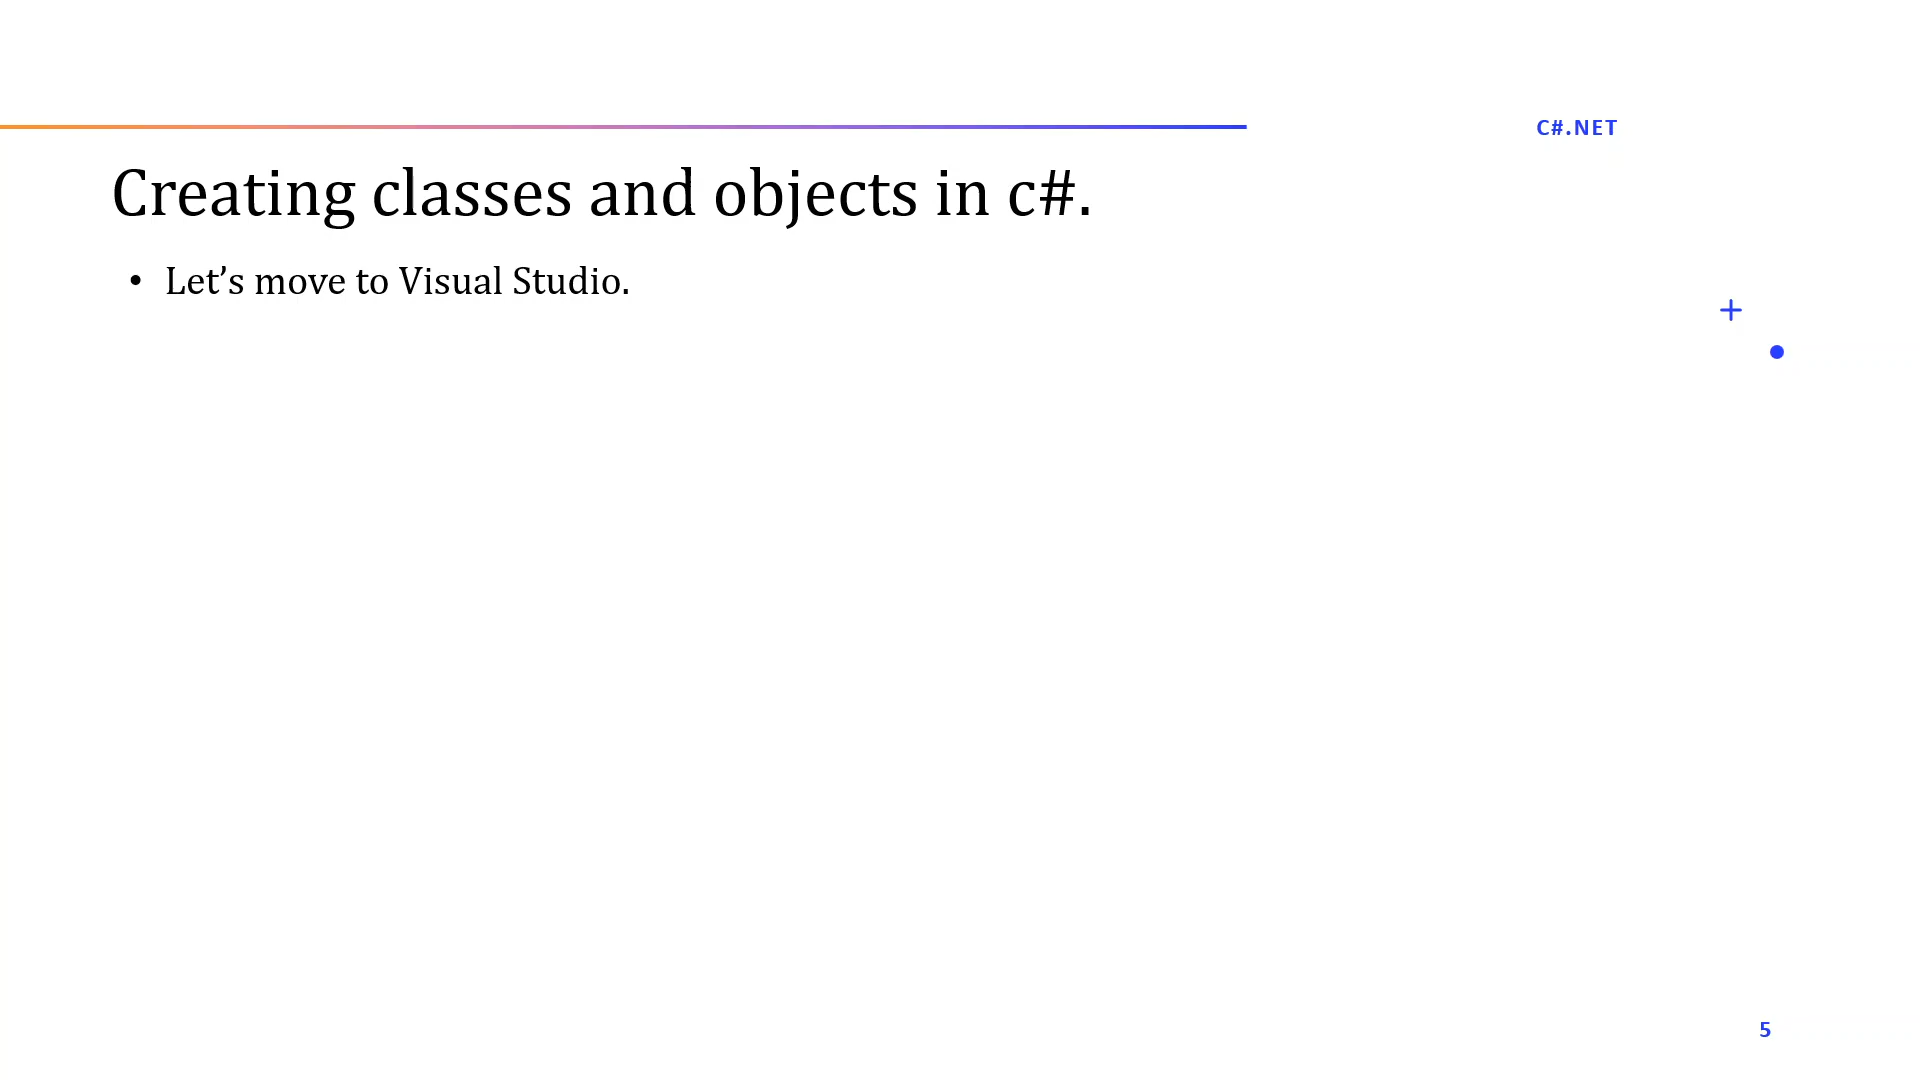 C#.NET
Creating classes and objects in c#.
• Let’s move to Visual Studio.
5